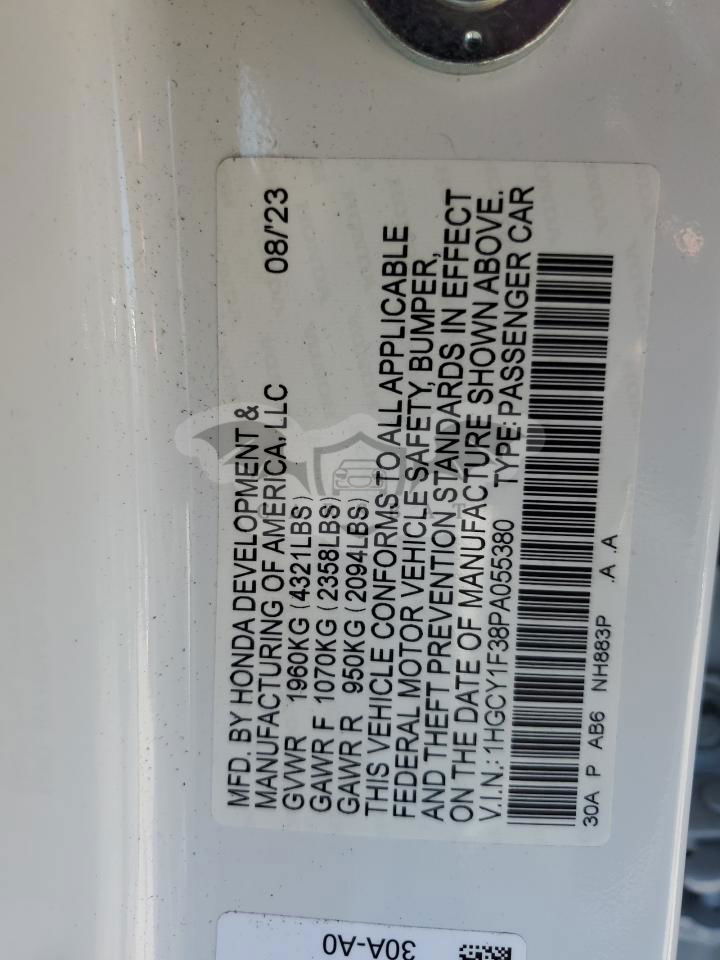 MFD. BY HONDA DEVELOPMENT & 08/'23
MANUFACTURING OF AMERICA, LLC
GVWR 1960KG (4321LBS)
GAWR F 1070KG (2358LBS)
GAWR R 950KG (2094LBS)
THIS VEHICLE CONFORMS TO ALL APPLICABLE
FEDERAL MOTOR VEHICLE SAFETY, BUMPER,
AND THEFT PREVENTION STANDARDS IN EFFECT
ON THE DATE OF MANUFACTURE SHOWN ABOVE.
V.I.N.: 1HGCY1F38PA055380 TYPE: PASSENGER CAR
30A P AB6 NH883P .A .A
30A-A0